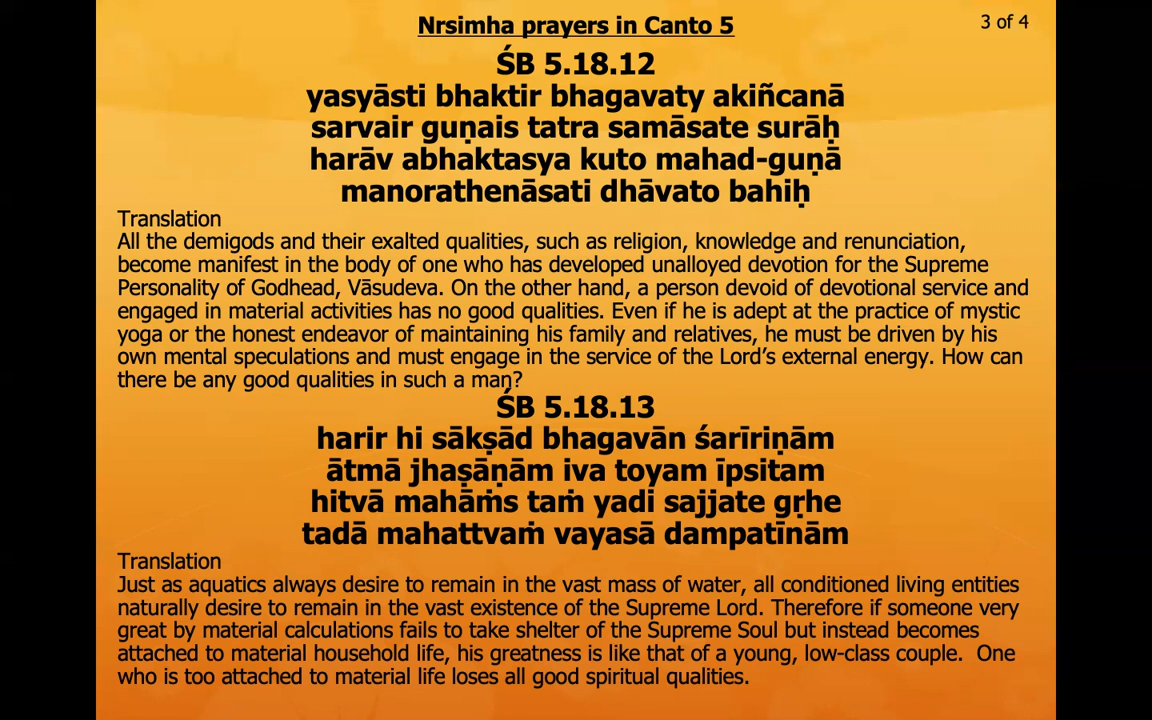 Nrsimha prayers in Canto 5
3 of 4
ŚB 5.18.12
yasyāsti bhaktir bhagavaty akiñcanā
sarvair guṇais tatra samāsate surāḥ
harāv abhaktasya kuto mahad-guṇā
manorathenāsati dhāvato bahiḥ
Translation
All the demigods and their exalted qualities, such as religion, knowledge and renunciation,
become manifest in the body of one who has developed unalloyed devotion for the Supreme
Personality of Godhead, Vāsudeva. On the other hand, a person devoid of devotional service and
engaged in material activities has no good qualities. Even if he is adept at the practice of mystic
yoga or the honest endeavor of maintaining his family and relatives, he must be driven by his
own mental speculations and must engage in the service of the Lord’s external energy. How can
there be any good qualities in such a man?
ŚB 5.18.13
harir hi sākṣād bhagavān śarīriṇām
ātmā jhaṣāṇām iva toyam īpsitam
hitvā mahāṁs taṁ yadi sajjate gṛhe
tadā mahattvaṁ vayasā dampatīnām
Translation
Just as aquatics always desire to remain in the vast mass of water, all conditioned living entities
naturally desire to remain in the vast existence of the Supreme Lord. Therefore if someone very
great by material calculations fails to take shelter of the Supreme Soul but instead becomes
attached to material household life, his greatness is like that of a young, low-class couple.  One
who is too attached to material life loses all good spiritual qualities.